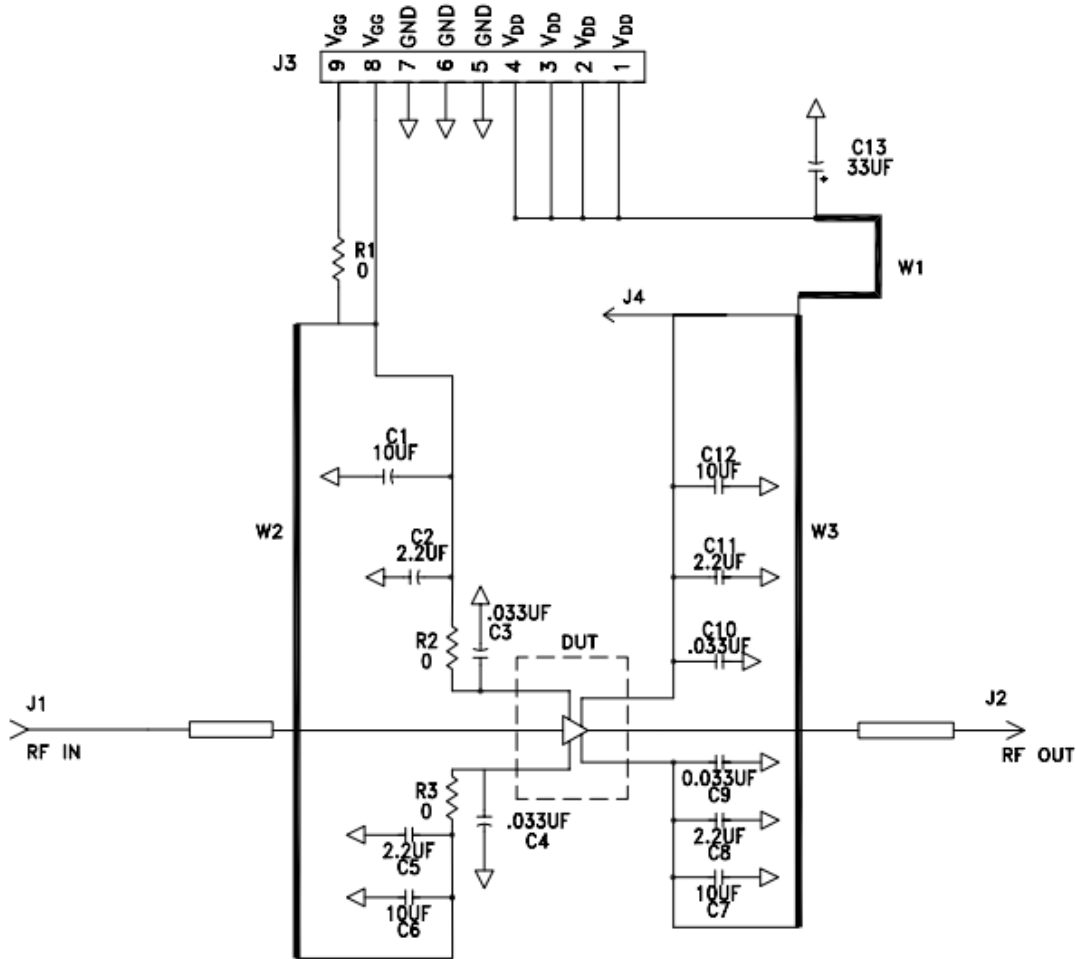 VGG VGG GND GND GND VDD VDD VDD VDD
J3 9 8 7 6 5 4 3 2 1
C13
33UF
+
R1
0
W1
J4
C1
10UF
C12
10UF
W2
C2
2.2UF
C11
2.2UF
W3
.033UF
C3
R2
0
DUT
C10
.033UF
J1
RF IN
J2
RF OUT
R3
0
0.033UF
C9
.033UF
C4
2.2UF
C5
2.2UF
C8
10UF
C6
10UF
C7